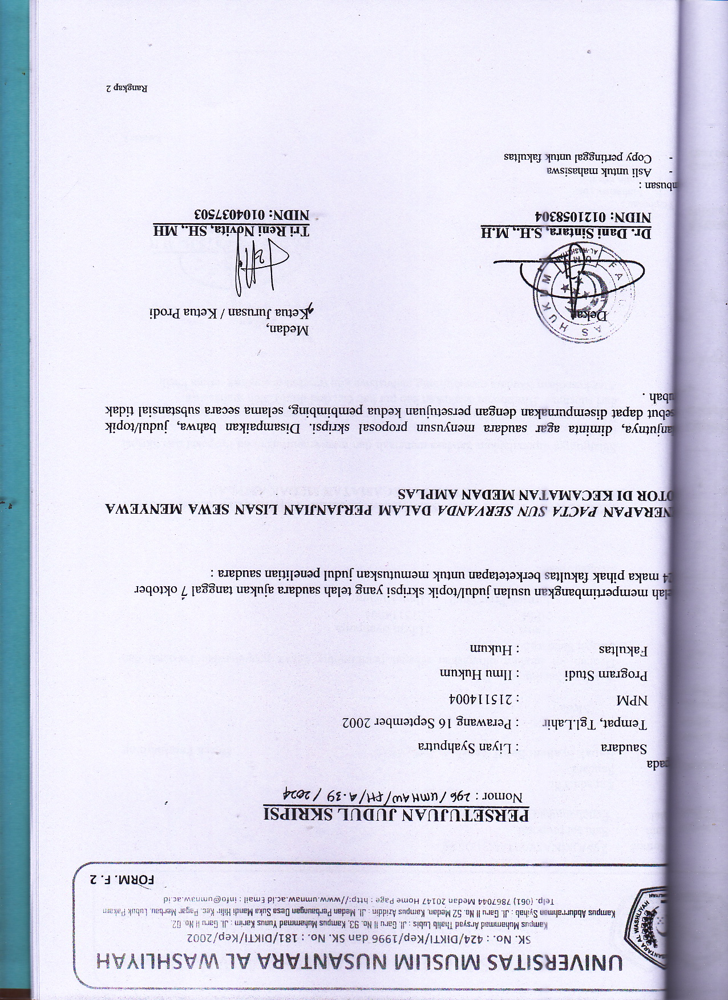 UNIVERSITAS MUSLIM NUSANTARA AL WASHLIYAH
SK. No. : 424/DIKTI/Kep/1996 dan SK. No. : 181/DIKTI/Kep/2002
Kampus Muhammad Arsyad Thalib Lubis : Jl. Garu II No. 93, Kampus Muhammad Yunus Karim : Jl. Garu II No. 02,
Kampus Abdurrahman Syihab : Jl. Garu II No. 52 Medan, Kampus Aziddin : Jl. Medan Perbaungan Desa Suka Mandi Hilir Kec. Pagar Merbau, Lubuk Pakam
Telp. (061) 7867044 Medan 20147 Home Page : http://www.umnaw.ac.id Email : info@umnaw.ac.id
FORM. F. 2
PERSETUJUAN JUDUL SKRIPSI
Nomor : 296 / UMNAW/FH/A.39 / 2024
pada
Saudara : Liyan Syahputra
Tempat, Tgl.Lahir : Perawang 16 September 2002
NPM : 215114004
Program Studi : Ilmu Hukum
Fakultas : Hukum
elah mempertimbangkan usulan judul/topik skripsi yang telah saudara ajukan tanggal 7 oktober
24 maka pihak fakultas berketetapan untuk memutuskan judul penelitian saudara :
NERAPAN PACTA SUN SERVANDA DALAM PERJANJIAN LISAN SEWA MENYEWA
OTOR DI KECAMATAN MEDAN AMPLAS
anjutnya, diminta agar saudara menyusun proposal skripsi. Disampaikan bahwa, judul/topik
sebut dapat disempurnakan dengan persetujuan kedua pembimbing, selama secara substansial tidak
ubah .
Medan,
Dekan
Ketua Jurusan / Ketua Prodi
FAKULTAS HUKUM
UMN
AL-WASHLIYAH
Dr. Dani Sintara, S.H., M.H
NIDN: 0121058304
Tri Reni Novita, SH., MH
NIDN: 0104037503
nbusan :
- Asli untuk mahasiswa
- Copy pertinggal untuk fakultas
Rangkap 2